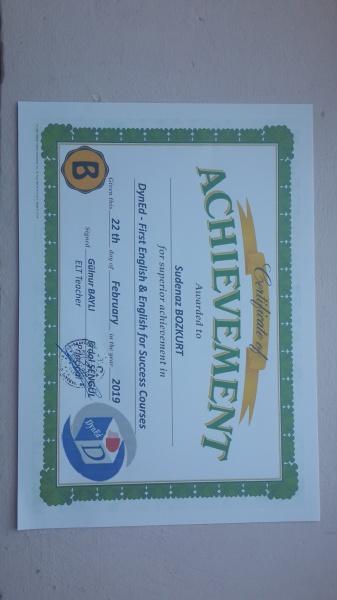 Certificate of
ACHIEVEMENT
Awarded to
Sudenaz BOZKURT
for superior achievement in
DynEd - First English & English for Success Courses
Given this 22 th day of February in the year 2019
Signed Gülnur BAYLI Erdal ŞENGÜL
ELT Teacher
B
DynEd
D